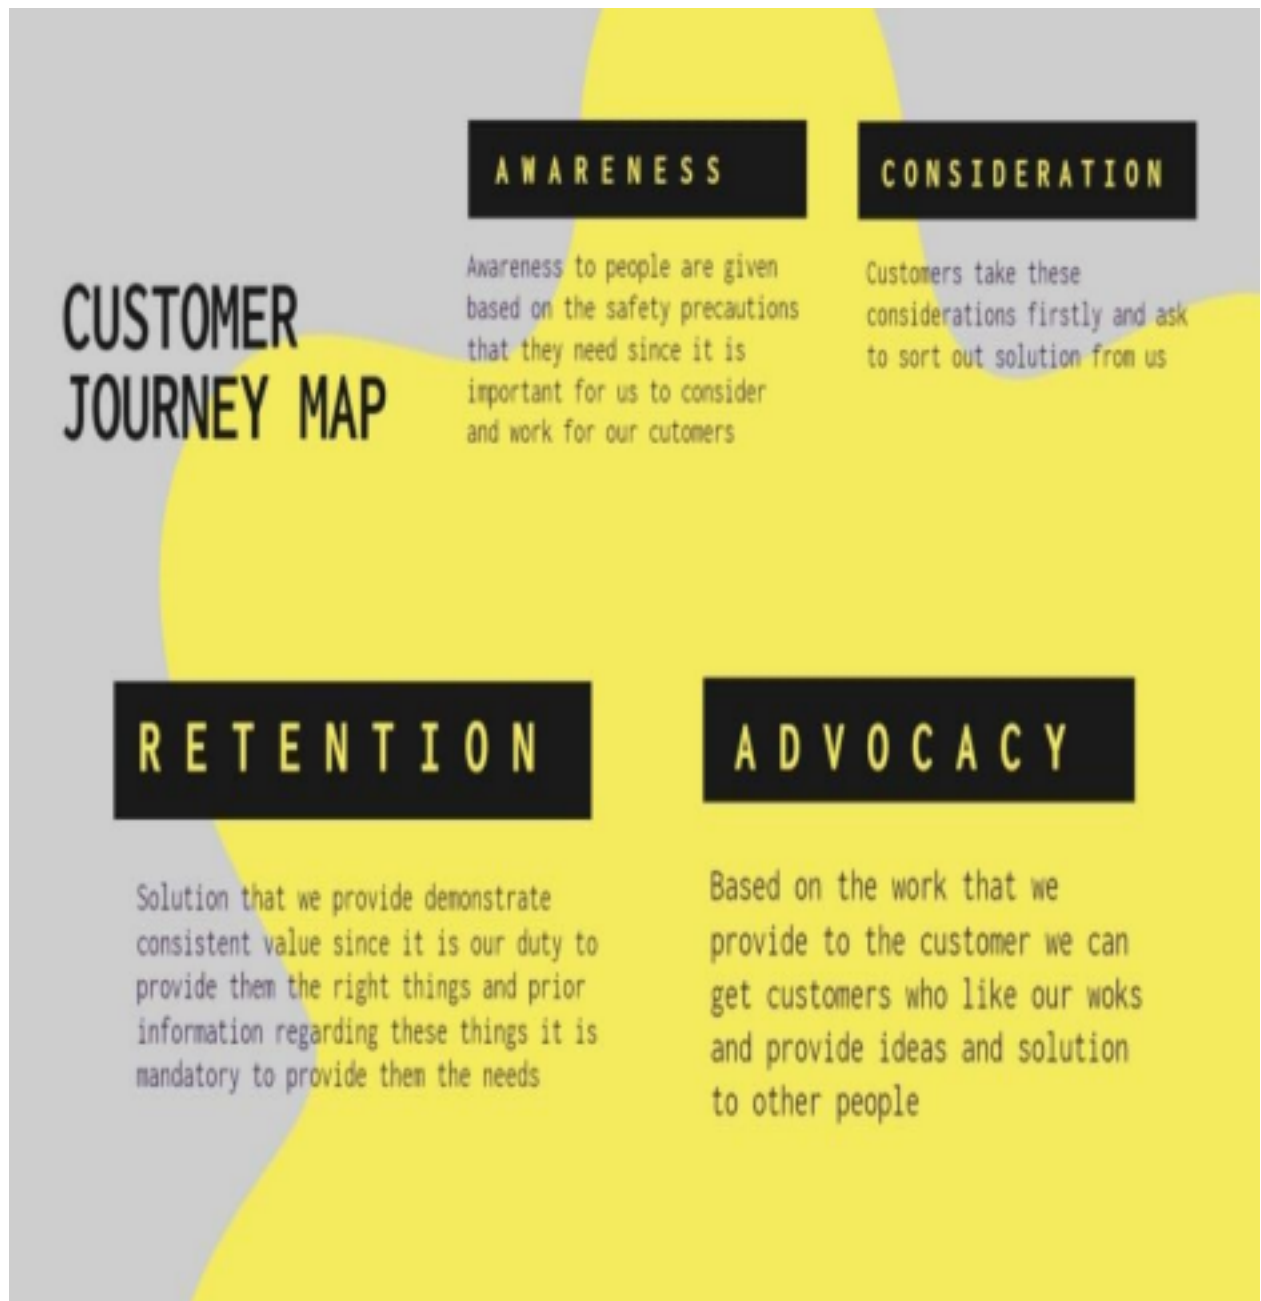 CUSTOMER
JOURNEY MAP
AWARENESS
Awareness to people are given
based on the safety precautions
that they need since it is
important for us to consider
and work for our cutomers
CONSIDERATION
Customers take these
considerations firstly and ask
to sort out solution from us
RETENTION
Solution that we provide demonstrate
consistent value since it is our duty to
provide them the right things and prior
information regarding these things it is
mandatory to provide them the needs
ADVOCACY
Based on the work that we
provide to the customer we can
get customers who like our woks
and provide ideas and solution
to other people